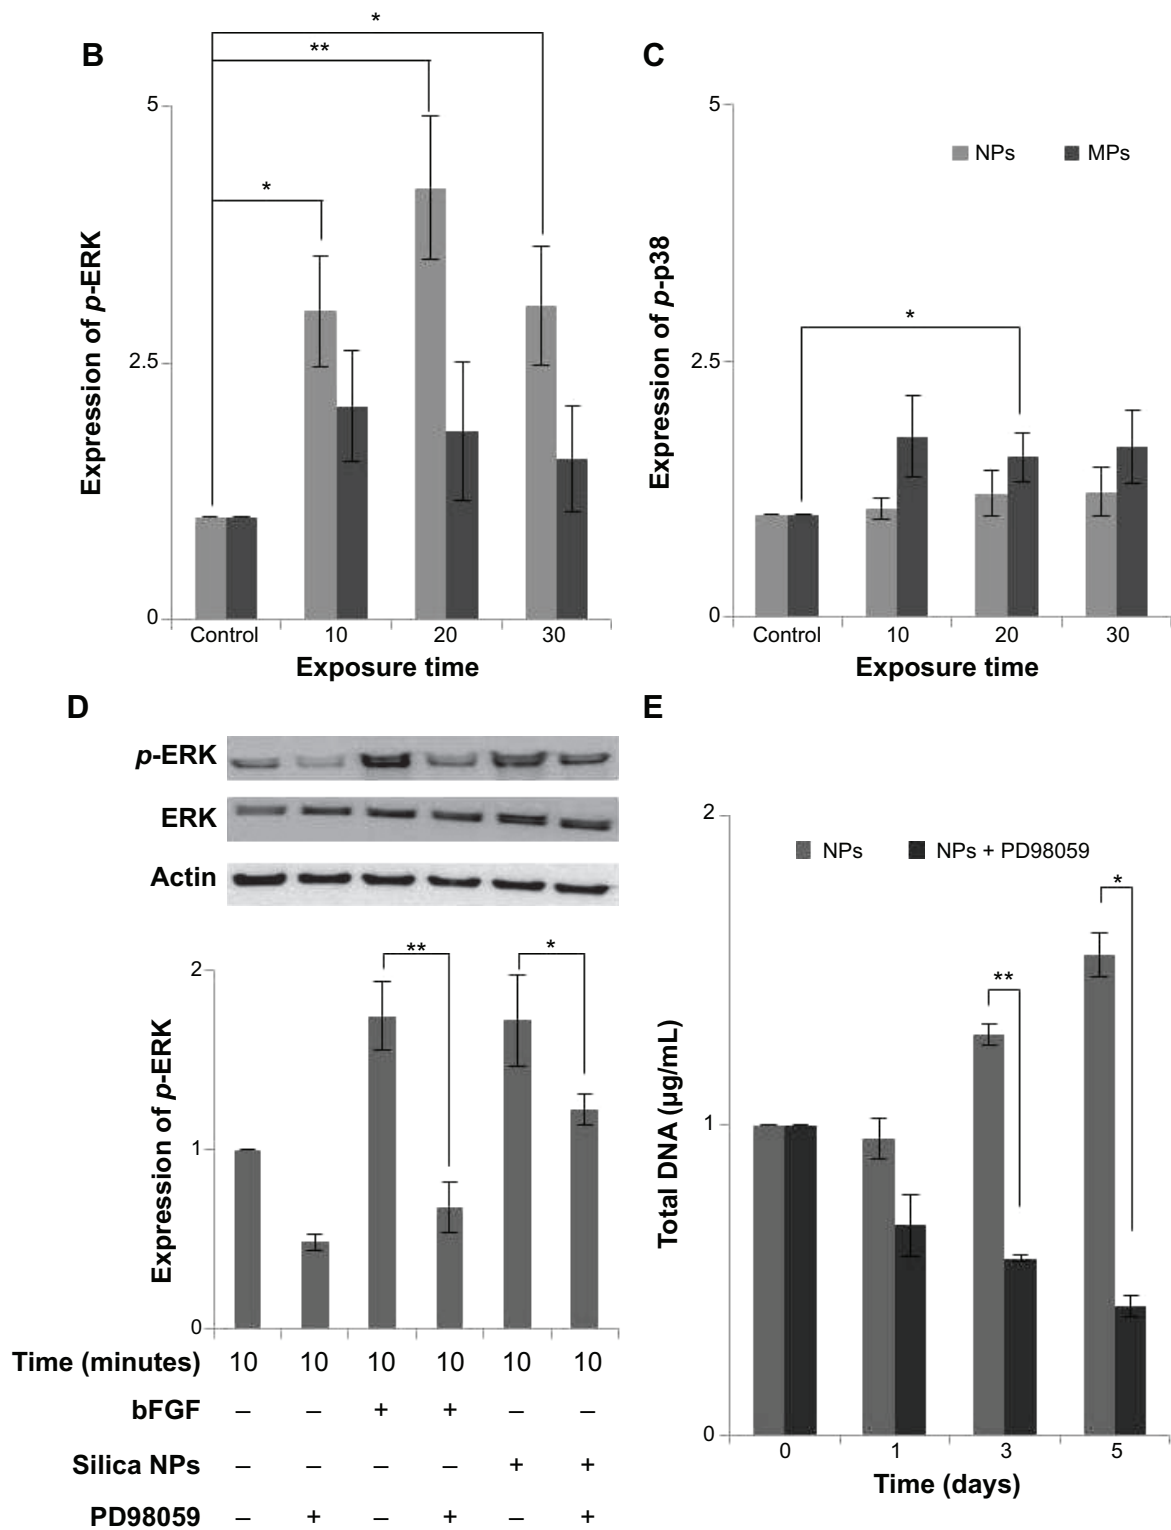 B
*
**
*
5
2.5
0
Expression of p-ERK
Control 10 20 30
Exposure time
C
NPs MPs
*
5
2.5
0
Expression of p-p38
Control 10 20 30
Exposure time
D
p-ERK
ERK
Actin
** *
2
1
0
Expression of p-ERK
Time (minutes) 10 10 10 10 10 10
bFGF – – + + – –
Silica NPs – – – – + +
PD98059 – + – + – +
E
2
1
0
NPs NPs + PD98059
*
**
Total DNA (µg/mL)
0 1 3 5
Time (days)